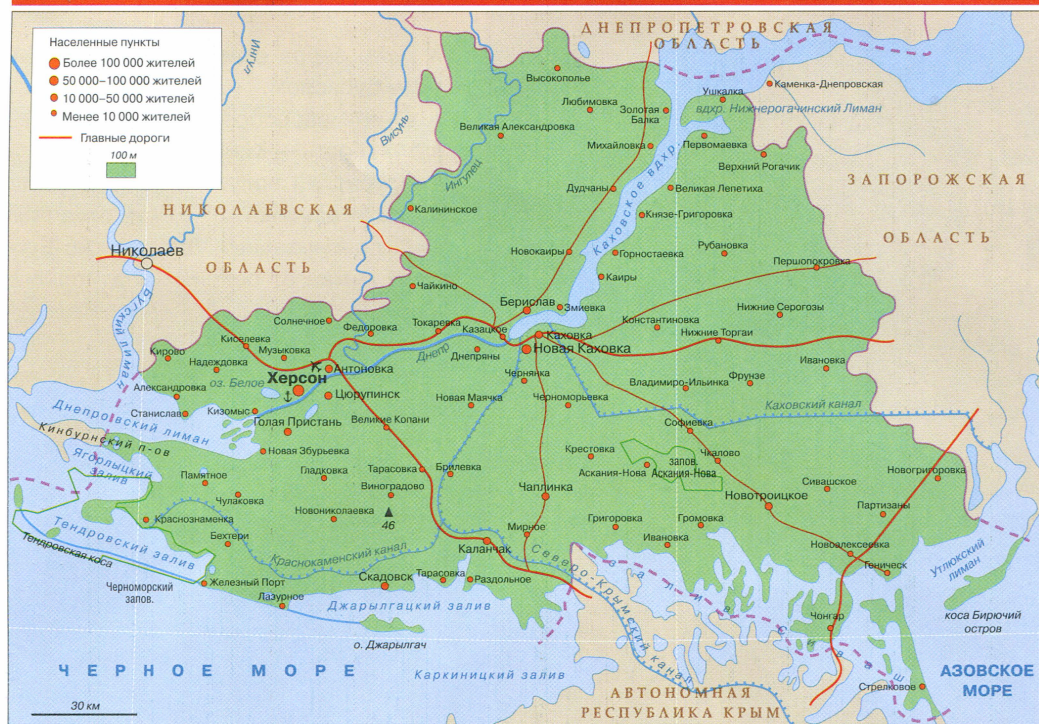 Населенные пункты
Более 100 000 жителей
50 000–100 000 жителей
10 000–50 000 жителей
Менее 10 000 жителей
Главные дороги
100 м
ДНЕПРОПЕТРОВСКАЯ
ОБЛАСТЬ
Ингул
Висунь
Ингулец
Высокополье
Любимовка
Золотая
Балка
Ушкалка
Каменка-Днепровская
вдхр. Нижнерогачинский Лиман
Великая Александровка
Михайловка
Первомаевка
Верхний Рогачик
ЗАПОРОЖСКАЯ
ОБЛАСТЬ
Дудчаны
Великая Лепетиха
НИКОЛАЕВСКАЯ
ОБЛАСТЬ
Калининское
Князе-Григоровка
Каховское вдхр.
Николаев
Бугский лиман
Новокаиры
Горностаевка
Рубановка
Першопокровка
Каиры
Чайкино
Берислав
Змиевка
Нижние Серогозы
Солнечное
Федоровка
Токаревка
Казацкое
Каховка
Константиновка
Нижние Торгаи
Киселевка
Музыковка
Днепр
Днепряны
Новая Каховка
Кирово
Надеждовка
Антоновка
Чернянка
Ивановка
Фрунзе
Владимиро-Ильинка
оз. Белое
Херсон
Цюрупинск
Александровка
Станислав
Кизомыс
Новая Маячка
Черноморьевка
Каховский канал
Днепровский лиман
Голая Пристань
Великие Копани
Софиевка
Кинбурнский п-ов
Ягорлыцкий
залив
Новая Збурьевка
Крестовка
запов.
Аскания-Нова
Аскания-Нова
Чкалово
Новогригоровка
Памятное
Гладковка
Тарасовка
Брилевка
Чулаковка
Виноградово
Чаплинка
Новотроицкое
Сивашское
Партизаны
Краснознаменка
Новониколаевка
46
Мирное
Григоровка
Громовка
Тендровский залив
Тендровская коса
Бехтери
Краснокаменский канал
Каланчак
Ивановка
Новоалексеевка
Геническ
Утлюкский
лиман
Черноморский
запов.
Железный Порт
Скадовск
Тарасовка
Раздольное
Северо-Крымский канал
залив Сиваш
Лазурное
Джарылгацкий залив
Чонгар
коса Бирючий
остров
о. Джарылгач
ЧЕРНОЕ МОРЕ
Каркиницкий залив
АЗОВСКОЕ
МОРЕ
Стрелковое
АВТОНОМНАЯ
РЕСПУБЛИКА КРЫМ
30 км